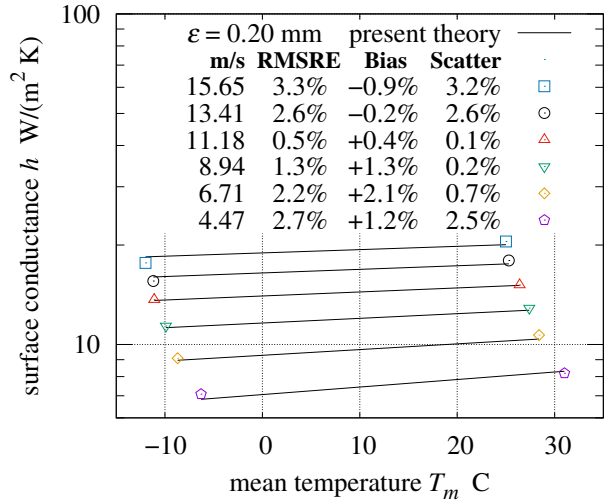 100
ε = 0.20 mm present theory
m/s RMSRE Bias Scatter
15.65 3.3% −0.9% 3.2%
13.41 2.6% −0.2% 2.6%
11.18 0.5% +0.4% 0.1%
8.94 1.3% +1.3% 0.2%
6.71 2.2% +2.1% 0.7%
4.47 2.7% +1.2% 2.5%
surface conductance h W/(m² K)
10
−10 0 10 20 30
mean temperature Tₘ C